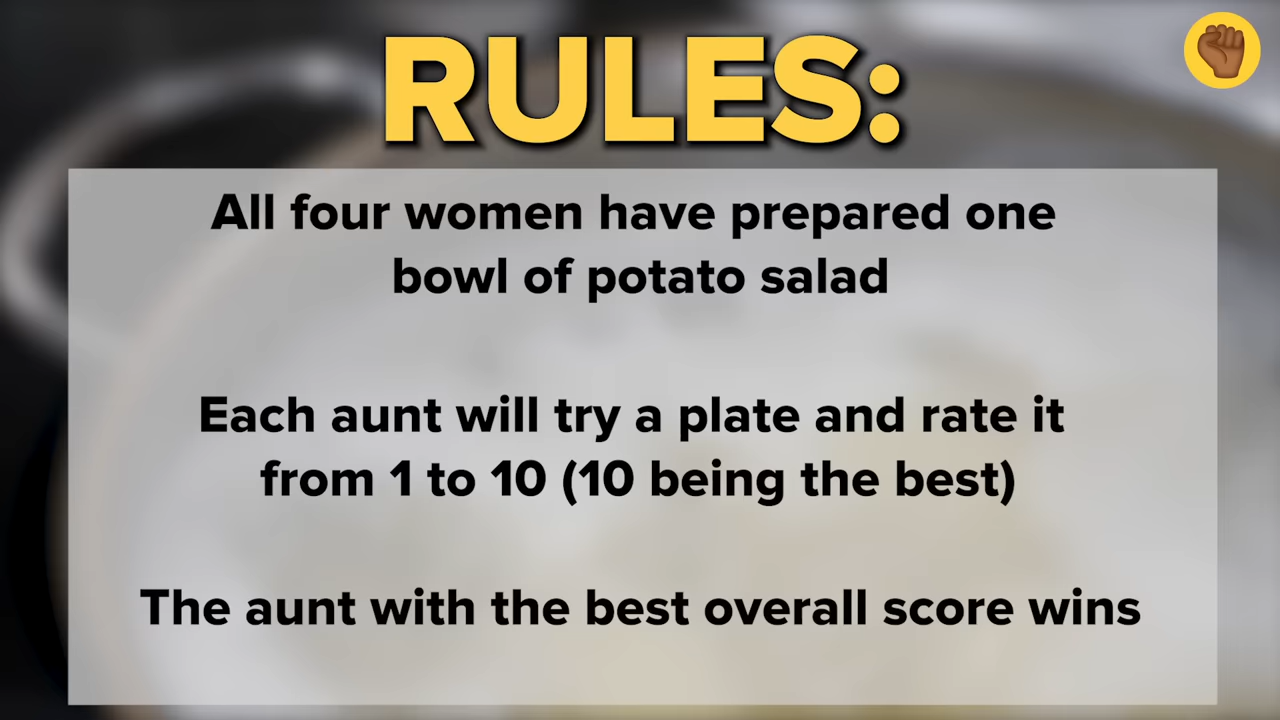 RULES:
All four women have prepared one
bowl of potato salad
Each aunt will try a plate and rate it
from 1 to 10 (10 being the best)
The aunt with the best overall score wins